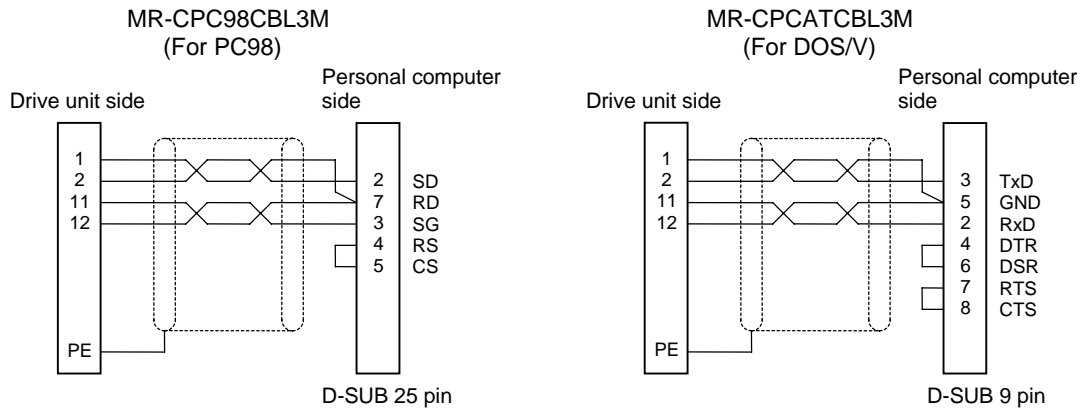 MR-CPC98CBL3M
(For PC98)
Drive unit side
Personal computer
side
1
2
11
12
PE
2 SD
7 RD
3 SG
4 RS
5 CS
D-SUB 25 pin
MR-CPCATCBL3M
(For DOS/V)
Drive unit side
Personal computer
side
1
2
11
12
PE
3 TxD
5 GND
2 RxD
4 DTR
6 DSR
7 RTS
8 CTS
D-SUB 9 pin